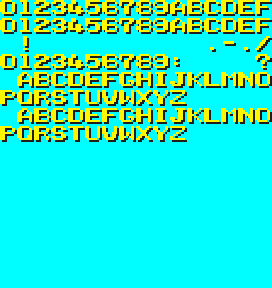 0123456789ABCDEF
0123456789ABCDEF
! .-./
0123456789: ?
ABCDEFGHIJKLMNO
PQRSTUVWXYZ
ABCDEFGHIJKLMNO
PQRSTUVWXYZ